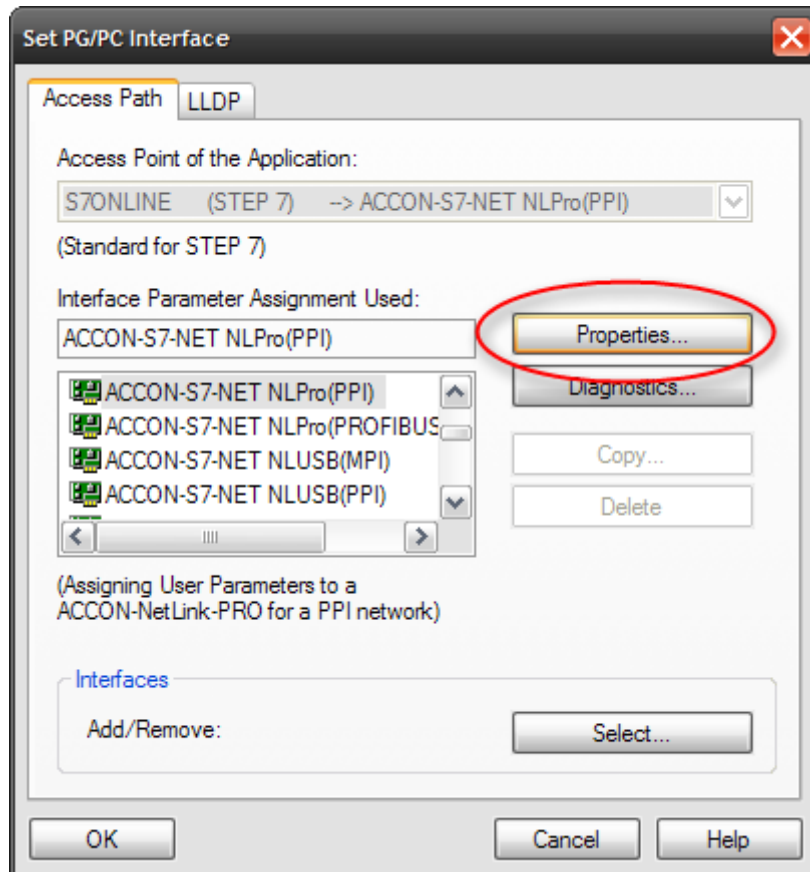 Set PG/PC Interface
Access Path
LLDP
Access Point of the Application:
S7ONLINE (STEP 7) --> ACCON-S7-NET NLPro(PPI)
(Standard for STEP 7)
Interface Parameter Assignment Used:
ACCON-S7-NET NLPro(PPI)
Properties...
ACCON-S7-NET NLPro(PPI)
Diagnostics...
ACCON-S7-NET NLPro(PROFIBUS
ACCON-S7-NET NLUSB(MPI)
Copy...
ACCON-S7-NET NLUSB(PPI)
Delete
(Assigning User Parameters to a
ACCON-NetLink-PRO for a PPI network)
Interfaces
Add/Remove:
Select...
OK
Cancel
Help